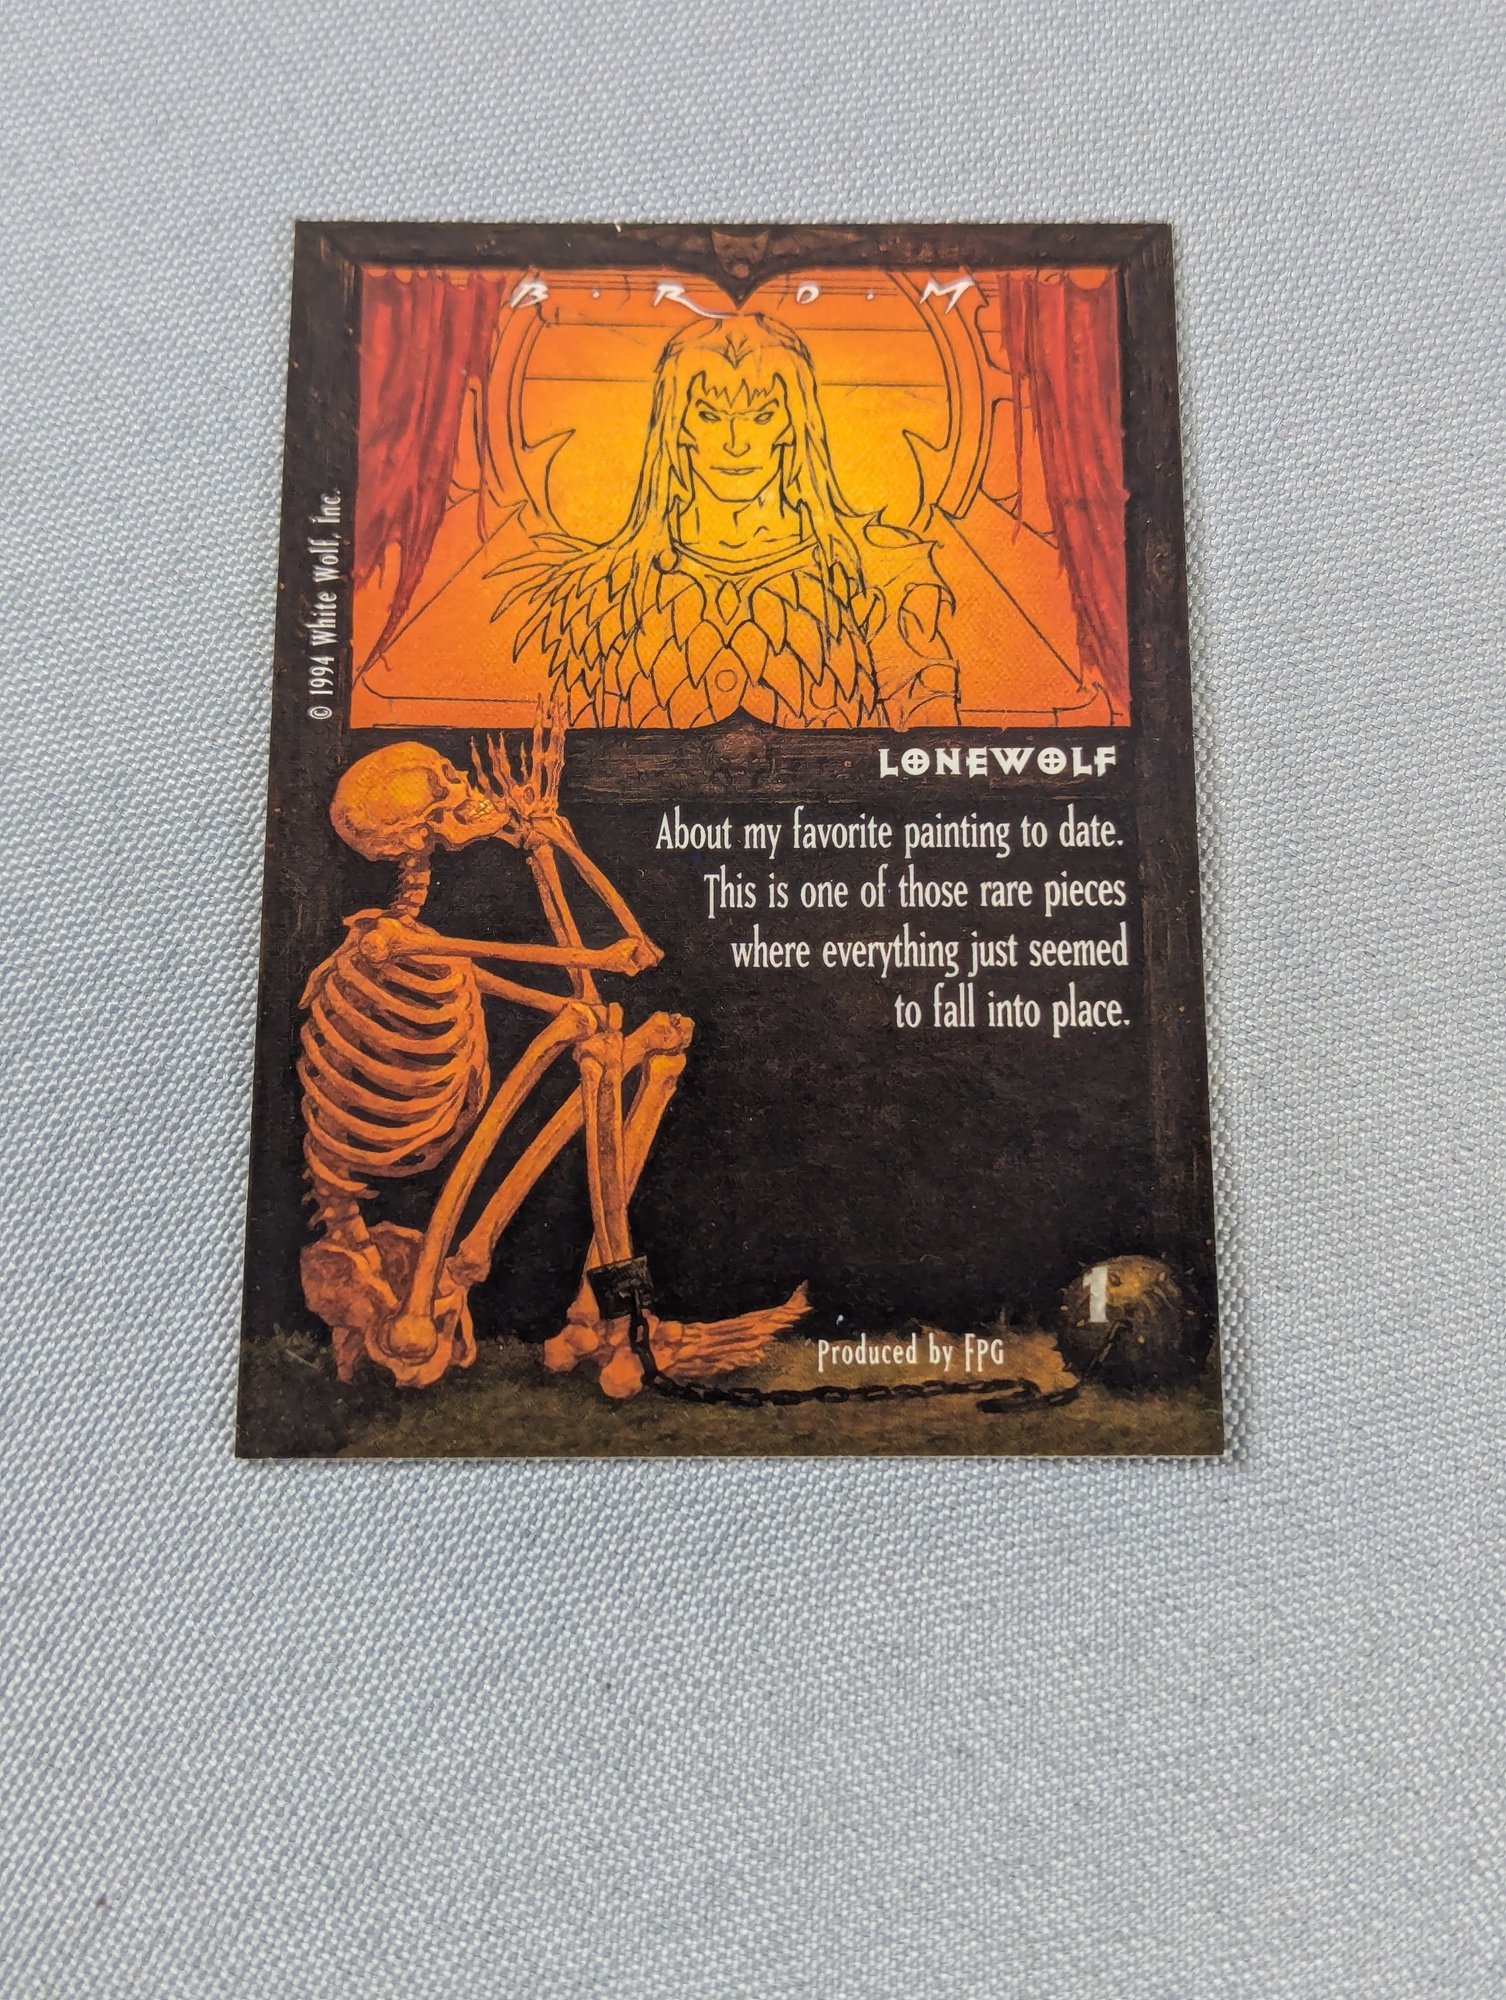 B.R.O.M
© 1994 White Wolf, Inc.
LONEWOLF
About my favorite painting to date.
This is one of those rare pieces
where everything just seemed
to fall into place.
1
Produced by FPG